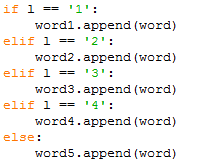 if l == '1':
    word1.append(word)
elif l == '2':
    word2.append(word)
elif l == '3':
    word3.append(word)
elif l == '4':
    word4.append(word)
else:
    word5.append(word)